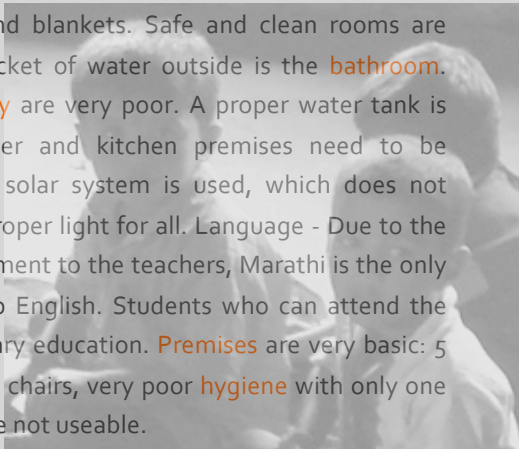 nd blankets. Safe and clean rooms are
cket of water outside is the bathroom.
y are very poor. A proper water tank is
er and kitchen premises need to be
solar system is used, which does not
roper light for all. Language - Due to the
ment to the teachers, Marathi is the only
o English. Students who can attend the
ary education. Premises are very basic: 5
chairs, very poor hygiene with only one
e not useable.